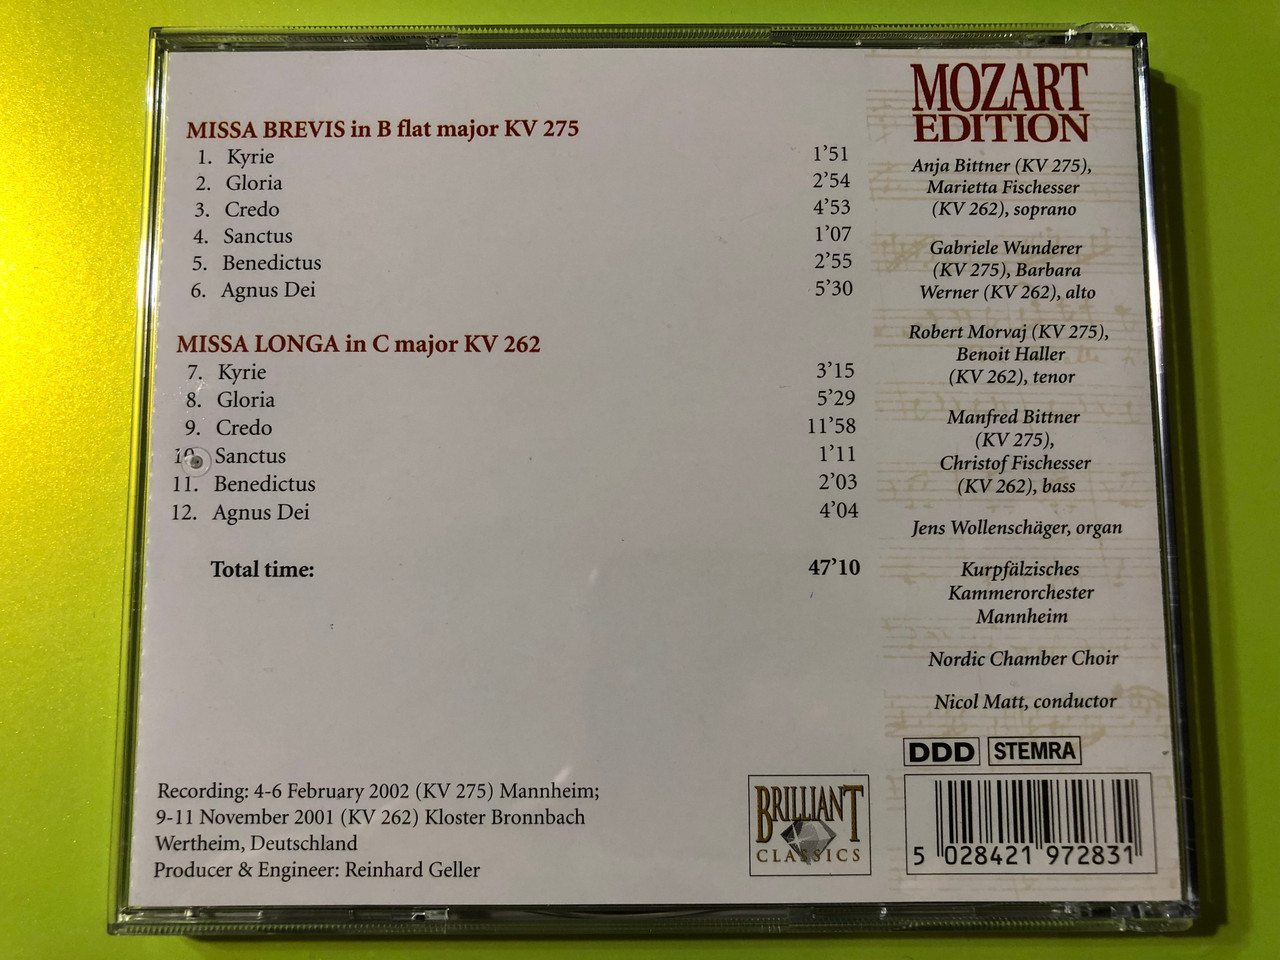 MISSA BREVIS in B flat major KV 275
1. Kyrie 1'51
2. Gloria 2'54
3. Credo 4'53
4. Sanctus 1'07
5. Benedictus 2'55
6. Agnus Dei 5'30
MISSA LONGA in C major KV 262
7. Kyrie 3'15
8. Gloria 5'29
9. Credo 11'58
10. Sanctus 1'11
11. Benedictus 2'03
12. Agnus Dei 4'04
Total time: 47'10
Recording: 4-6 February 2002 (KV 275) Mannheim;
9-11 November 2001 (KV 262) Kloster Bronnbach
Wertheim, Deutschland
Producer & Engineer: Reinhard Geller
BRILLIANT
CLASSICS
MOZART
EDITION
Anja Bittner (KV 275),
Marietta Fischesser
(KV 262), soprano
Gabriele Wunderer
(KV 275), Barbara
Werner (KV 262), alto
Robert Morvaj (KV 275),
Benoit Haller
(KV 262), tenor
Manfred Bittner
(KV 275),
Christof Fischesser
(KV 262), bass
Jens Wollenschäger, organ
Kurpfälzisches
Kammerorchester
Mannheim
Nordic Chamber Choir
Nicol Matt, conductor
DDD STEMRA
5 028421 972831